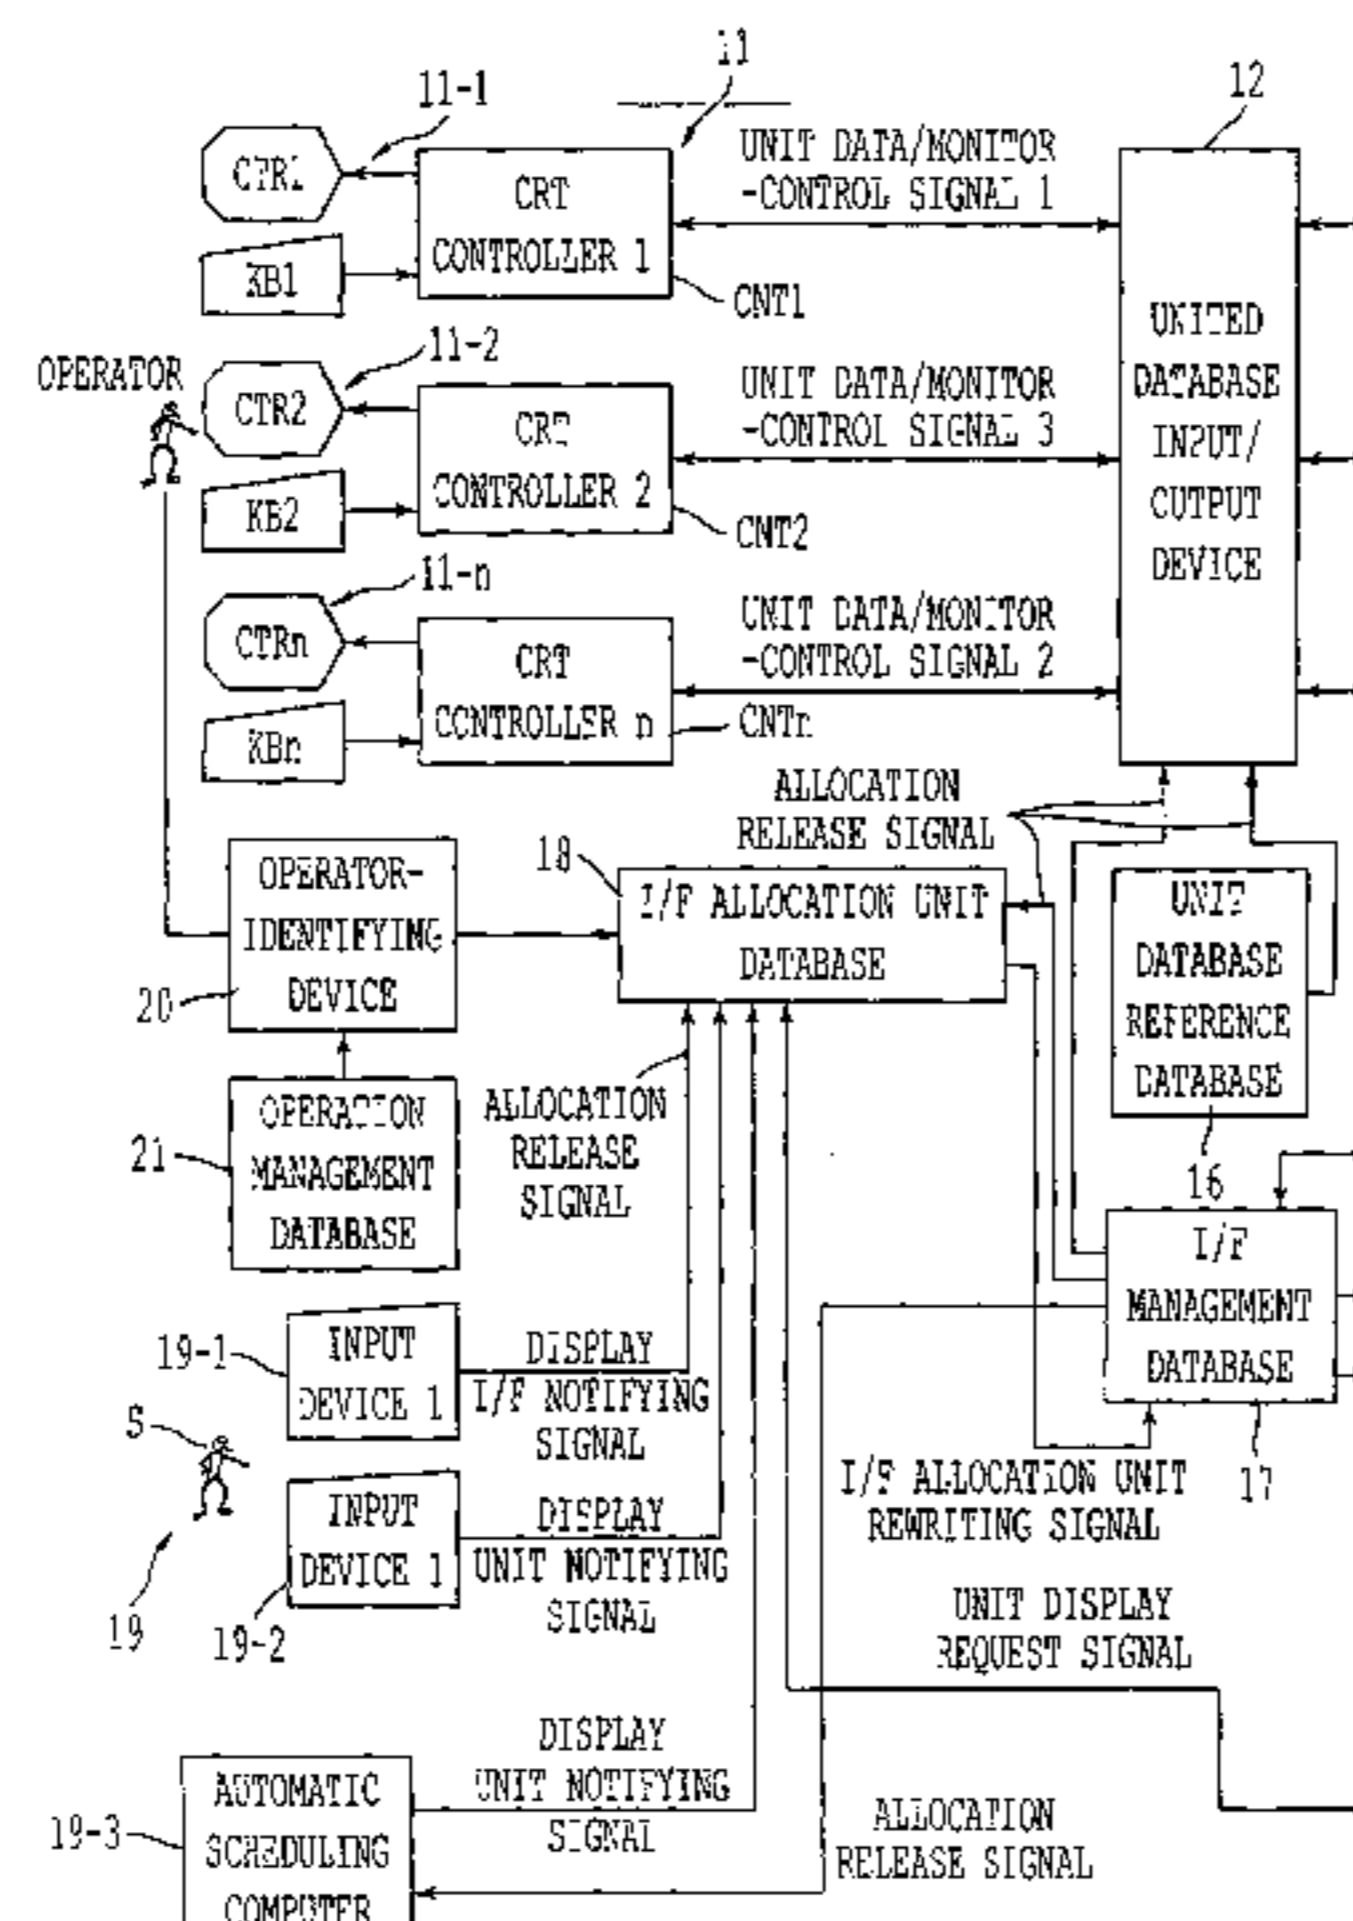 11
11-1
12
CTR1
CRT
CONTROLLER 1
KB1
CNT1
UNIT DATA/MONITOR
-CONTROL SIGNAL 1
UNITED
DATABASE
INPUT/
CUTPUT
DEVICE
OPERATOR
11-2
CTR2
CRT
CONTROLLER 2
KB2
CNT2
UNIT DATA/MONITOR
-CONTROL SIGNAL 3
11-n
CTRn
CRT
CONTROLLER n
KBn
CNTn
UNIT DATA/MONITOR
-CONTROL SIGNAL 2
ALLOCATION
RELEASE SIGNAL
OPERATOR-
IDENTIFYING
DEVICE
20
18
I/F ALLOCATION UNIT
DATABASE
UNIT
DATABASE
REFERENCE
DATABASE
16
OPERATION
MANAGEMENT
DATABASE
21
ALLOCATION
RELEASE
SIGNAL
I/F
MANAGEMENT
DATABASE
17
19-1
INPUT
DEVICE 1
DISPLAY
I/F NOTIFYING
SIGNAL
S
19
INPUT
DEVICE 1
19-2
DISPLAY
UNIT NOTIFYING
SIGNAL
I/F ALLOCATION UNIT
REWRITING SIGNAL
UNIT DISPLAY
REQUEST SIGNAL
19-3
AUTOMATIC
SCHEDULING
COMPUTER
DISPLAY
UNIT NOTIFYING
SIGNAL
ALLOCATION
RELEASE SIGNAL